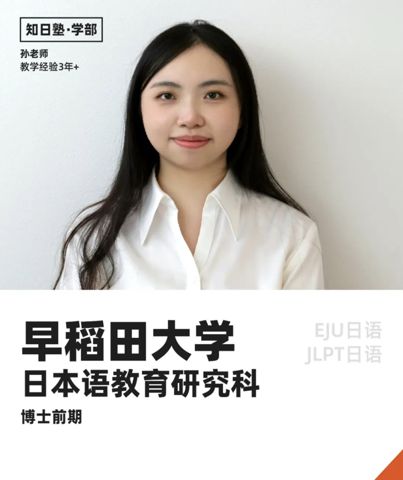 知日塾·学部
孙老师
教学经验3年+
早稻田大学
日本语教育研究科
博士前期
EJU日语
JLPT日语